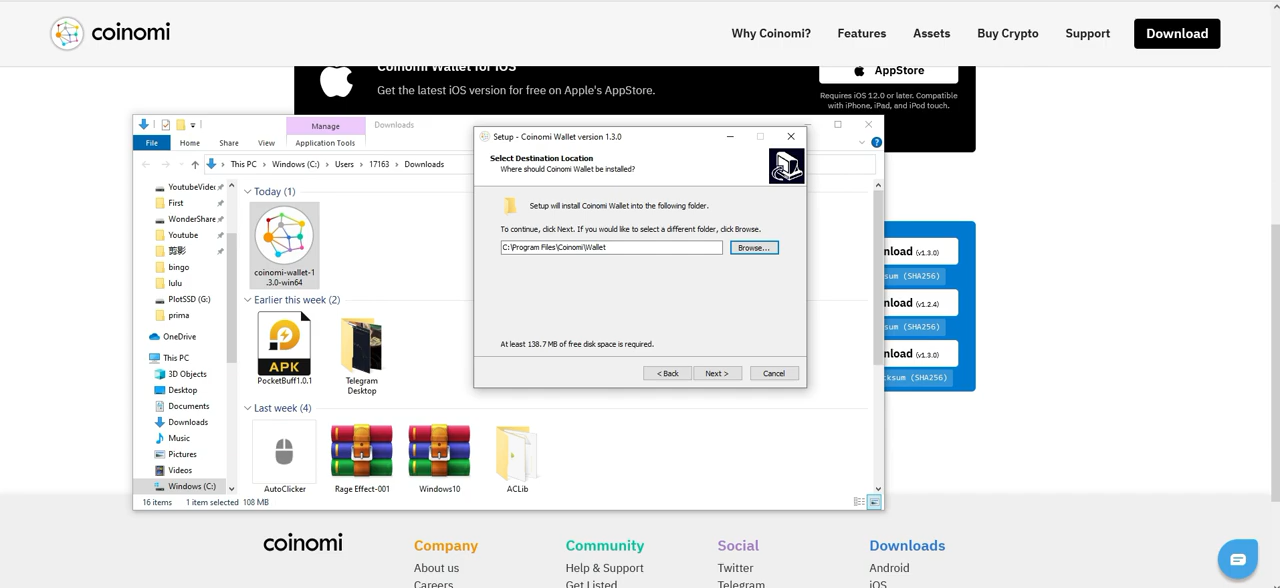 coinomi
Why Coinomi?
Features
Assets
Buy Crypto
Support
Download
Coinomi Wallet for iOS
Get the latest iOS version for free on Apple's AppStore.
AppStore
Requires iOS 12.0 or later. Compatible
with iPhone, iPad, and iPod touch.
Manage
Downloads
File
Home
Share
View
Application Tools
This PC > Windows (C:) > Users > 17163 > Downloads
YoutubeVide
First
WonderShare
Youtube
剪影
bingo
lulu
PlotSSD (G:)
prima
OneDrive
This PC
3D Objects
Desktop
Documents
Downloads
Music
Pictures
Videos
Windows (C:)
Today (1)
coinomi-wallet-1
.3.0-win64
Earlier this week (2)
APK
PocketBuff1.0.1
Telegram
Desktop
Last week (4)
AutoClicker
Rage Effect-001
Windows10
ACLib
16 items
1 item selected
108 MB
Setup - Coinomi Wallet version 1.3.0
Select Destination Location
Where should Coinomi Wallet be installed?
Setup will install Coinomi Wallet into the following folder.
To continue, click Next. If you would like to select a different folder, click Browse.
C:\Program Files\Coinomi\Wallet
Browse...
At least 138.7 MB of free disk space is required.
< Back
Next >
Cancel
nload (v1.3.0)
sum (SHA256)
nload (v1.2.4)
sum (SHA256)
nload (v1.3.0)
cksum (SHA256)
coinomi
Company
About us
Careers
Community
Help & Support
Get Listed
Social
Twitter
Telegram
Downloads
Android
iOS